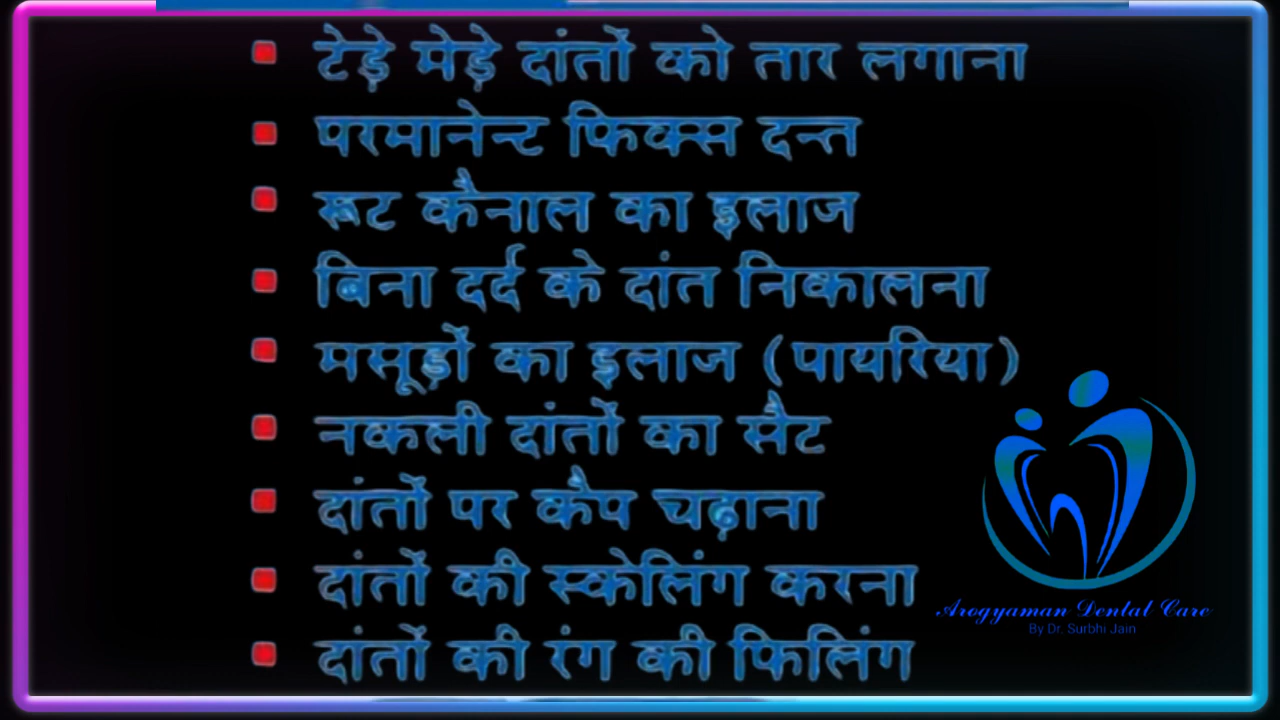 टेड़े मेड़े दांतों को तार लगाना
परमानेन्ट फिक्स दन्त
रूट कैनाल का इलाज
बिना दर्द के दांत निकालना
मसूड़ों का इलाज (पायरिया)
नकली दांतों का सैट
दांतों पर कैप चढ़ाना
दांतों की स्केलिंग करना
दांतों की रंग की फिलिंग
Arogyaman Dental Care
By Dr. Surbhi Jain